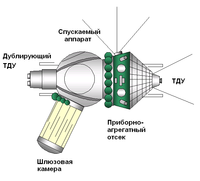 Спускаемый
аппарат
Дублирующий
ТДУ
ТДУ
Приборно-
агрегатный
отсек
Шлюзовая
камера